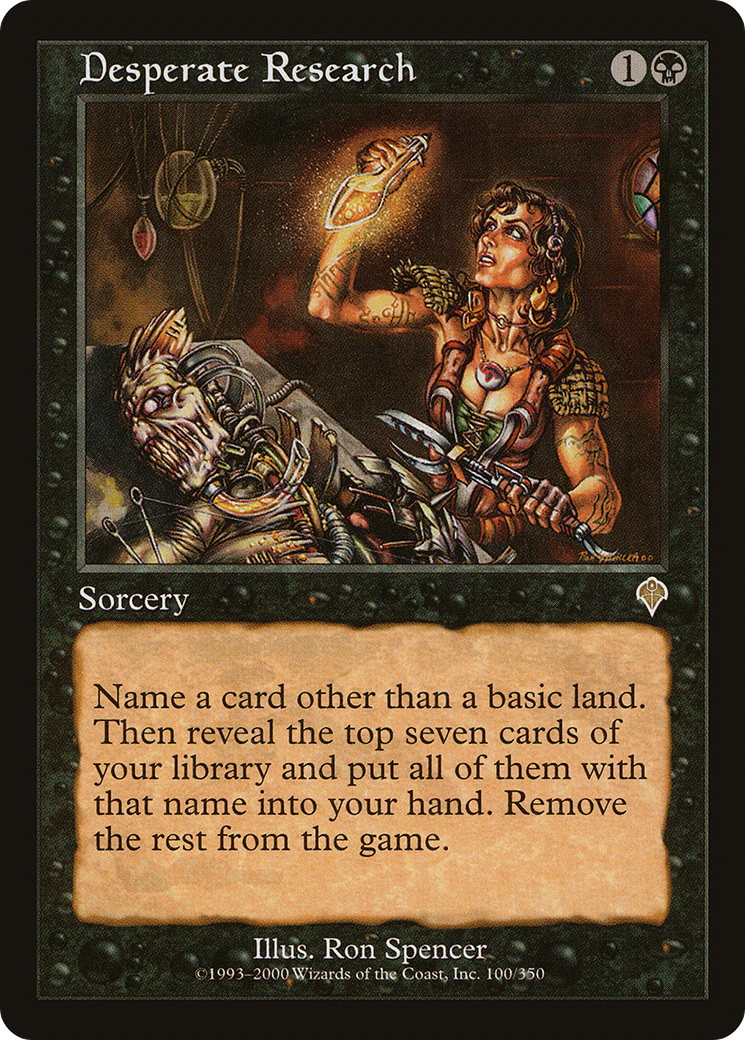 Desperate Research 1
Sorcery
Name a card other than a basic land.
Then reveal the top seven cards of
your library and put all of them with
that name into your hand. Remove
the rest from the game.
Illus. Ron Spencer
©1993–2000 Wizards of the Coast, Inc. 100/350